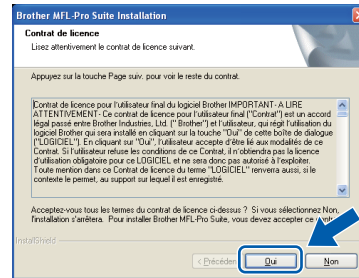 Brother MFL-Pro Suite Installation
Contrat de licence
Lisez attentivement le contrat de licence suivant.
Appuyez sur la touche Page suiv. pour voir le reste du contrat.
Contrat de licence pour l'utilisateur final du logiciel Brother IMPORTANT- A LIRE
ATTENTIVEMENT- Ce contrat de licence pour l'utilisateur final ("Contrat") est un accord
légal passé entre Brother Industries, Ltd. (" Brother") et l'utilisateur, qui régit l'utilisation du
logiciel Brother qui sera installé en cliquant sur la touche "Oui" de cette boîte de dialogue
("LOGICIEL"). En cliquant sur "Oui", l'utilisateur accepte d'être lié aux modalités de ce
Contrat. Si l'utilisateur refuse les conditions de ce Contrat, il n'obtiendra pas la licence
d'utilisation obligatoire pour ce LOGICIEL et ne sera donc pas autorisé à l'exploiter.
Toute mention dans ce Contrat de licence du terme "LOGICIEL" renverra aussi, si le
contexte le permet, au support sur lequel il est enregistré.
Acceptez-vous tous les termes du contrat de licence ci-dessus ? Si vous sélectionnez Non,
l'installation s'arrêtera. Pour installer Brother MFL-Pro Suite, vous devez accepter ce
InstallShield
< Précéden
Oui
Non